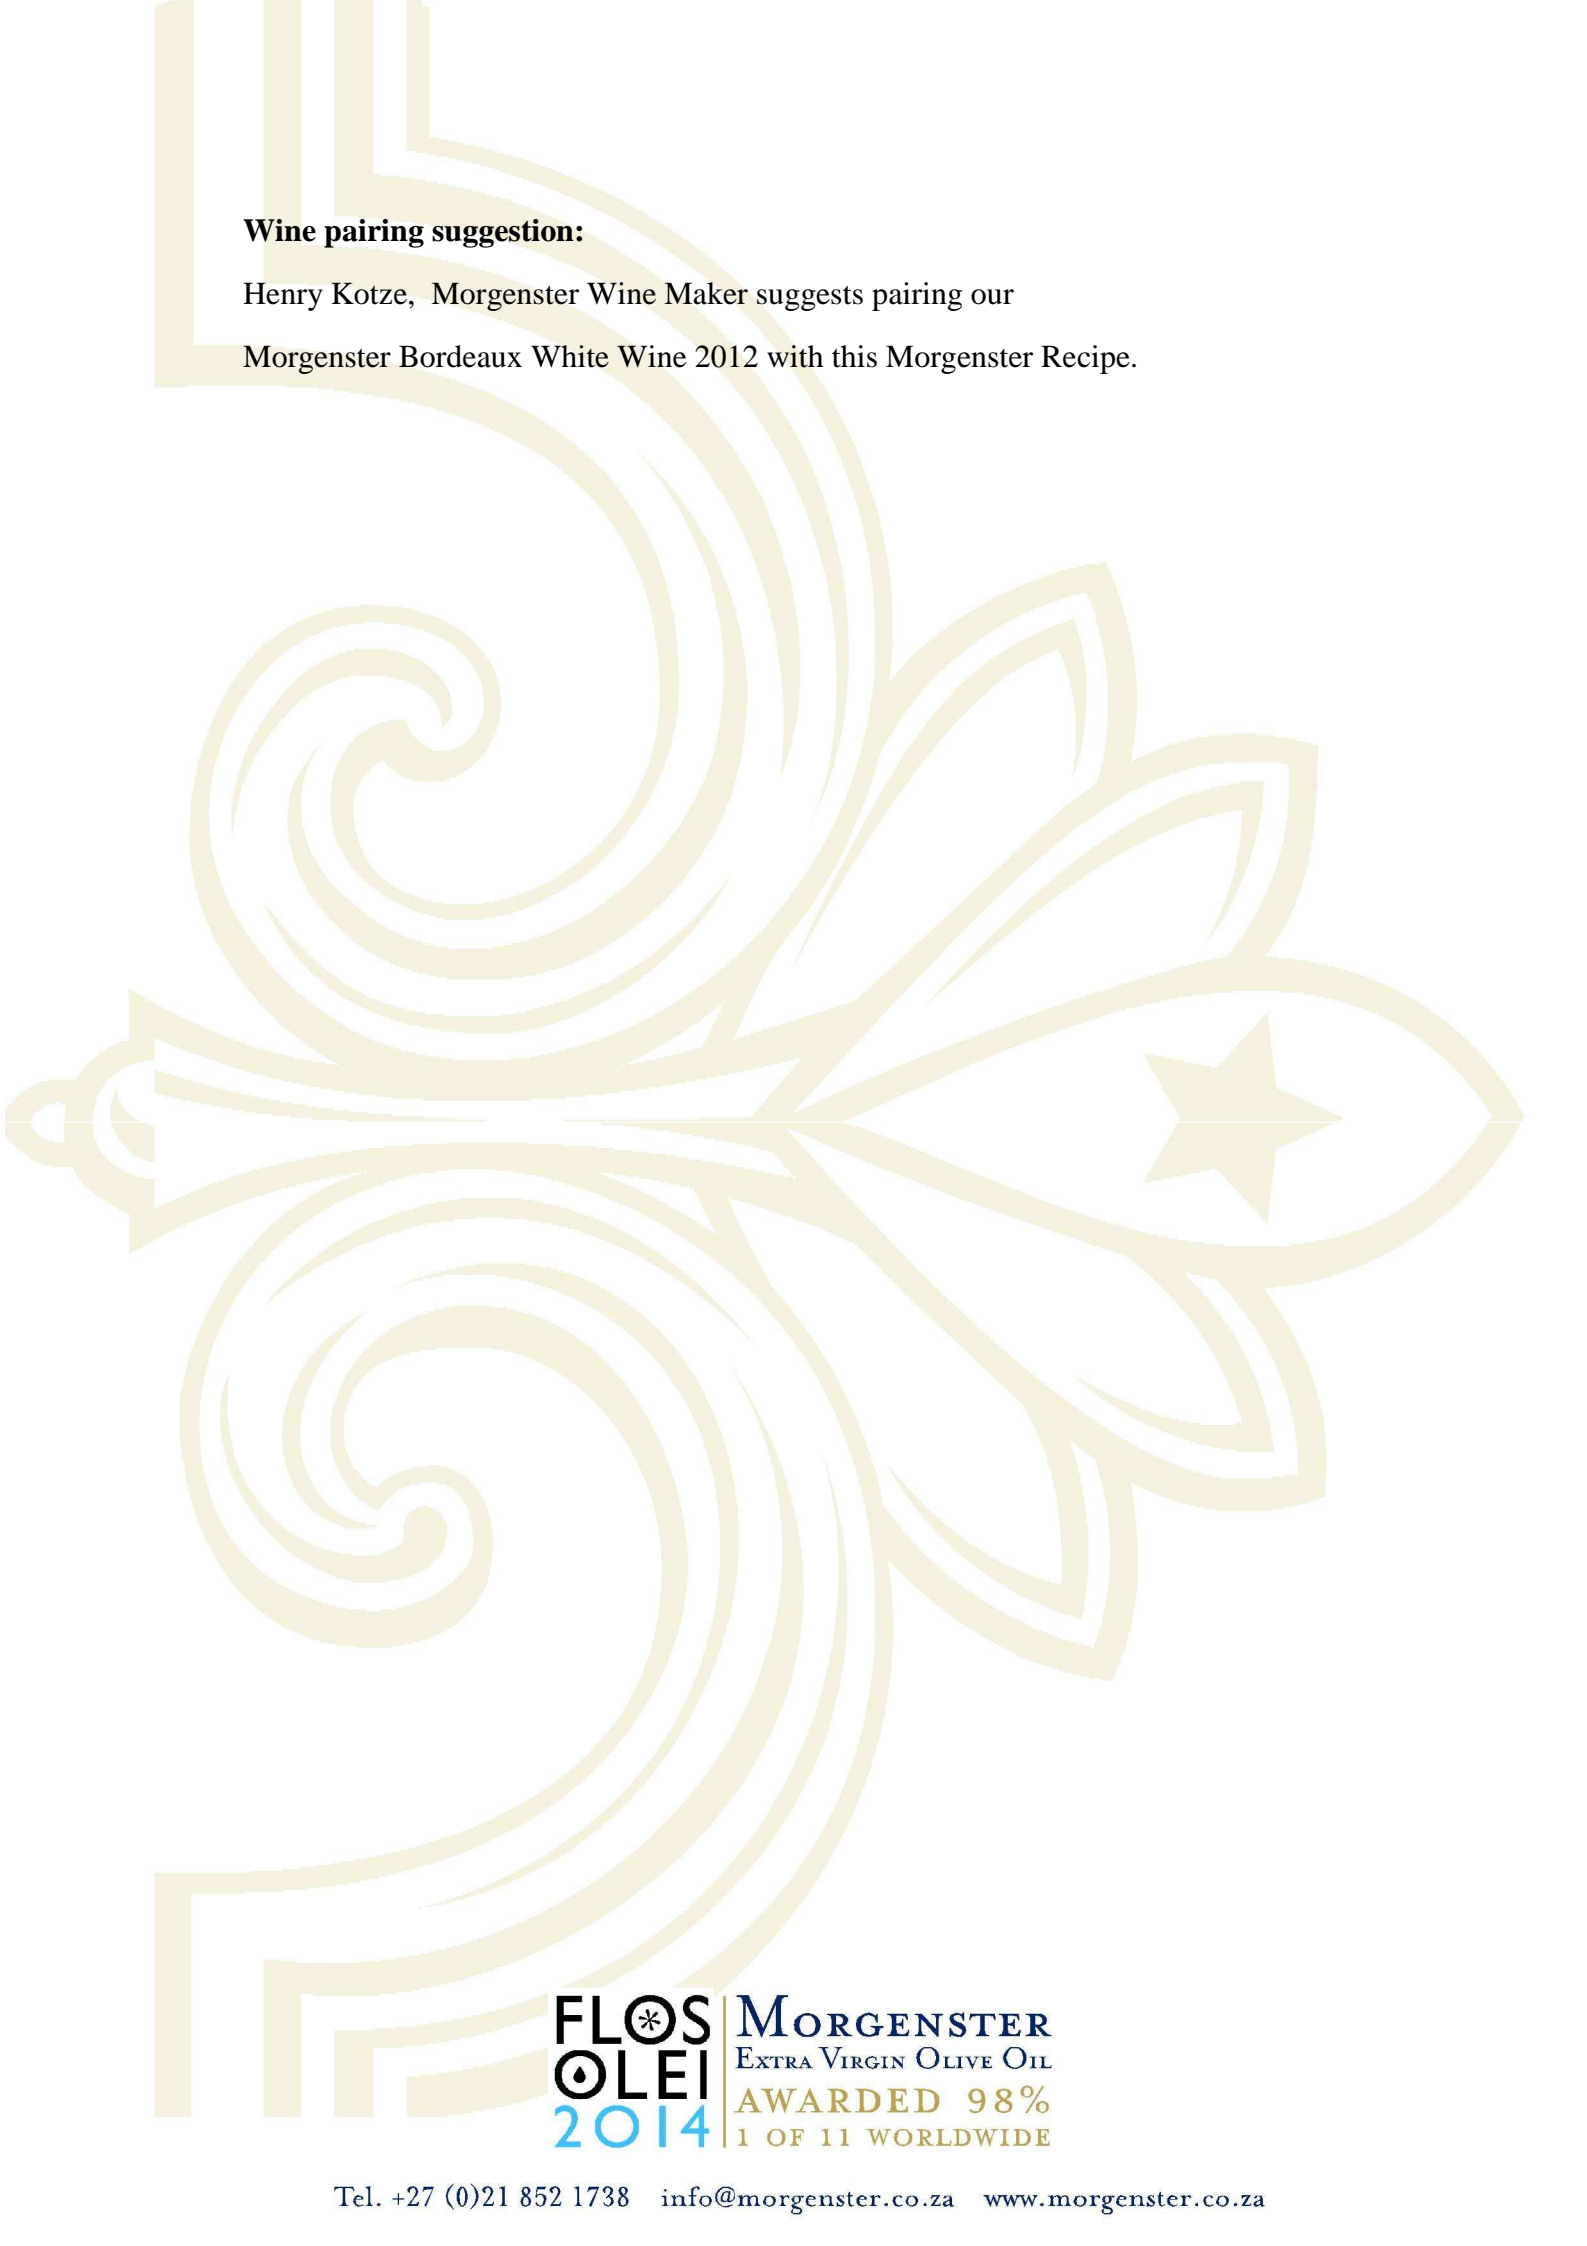 Wine pairing suggestion:
Henry Kotze, Morgenster Wine Maker suggests pairing our
Morgenster Bordeaux White Wine 2012 with this Morgenster Recipe.
FLOS
OLEI
2014
MORGENSTER
EXTRA VIRGIN OLIVE OIL
AWARDED 98%
1 OF 11 WORLDWIDE
Tel. +27 (0)21 852 1738 info@morgenster.co.za www.morgenster.co.za